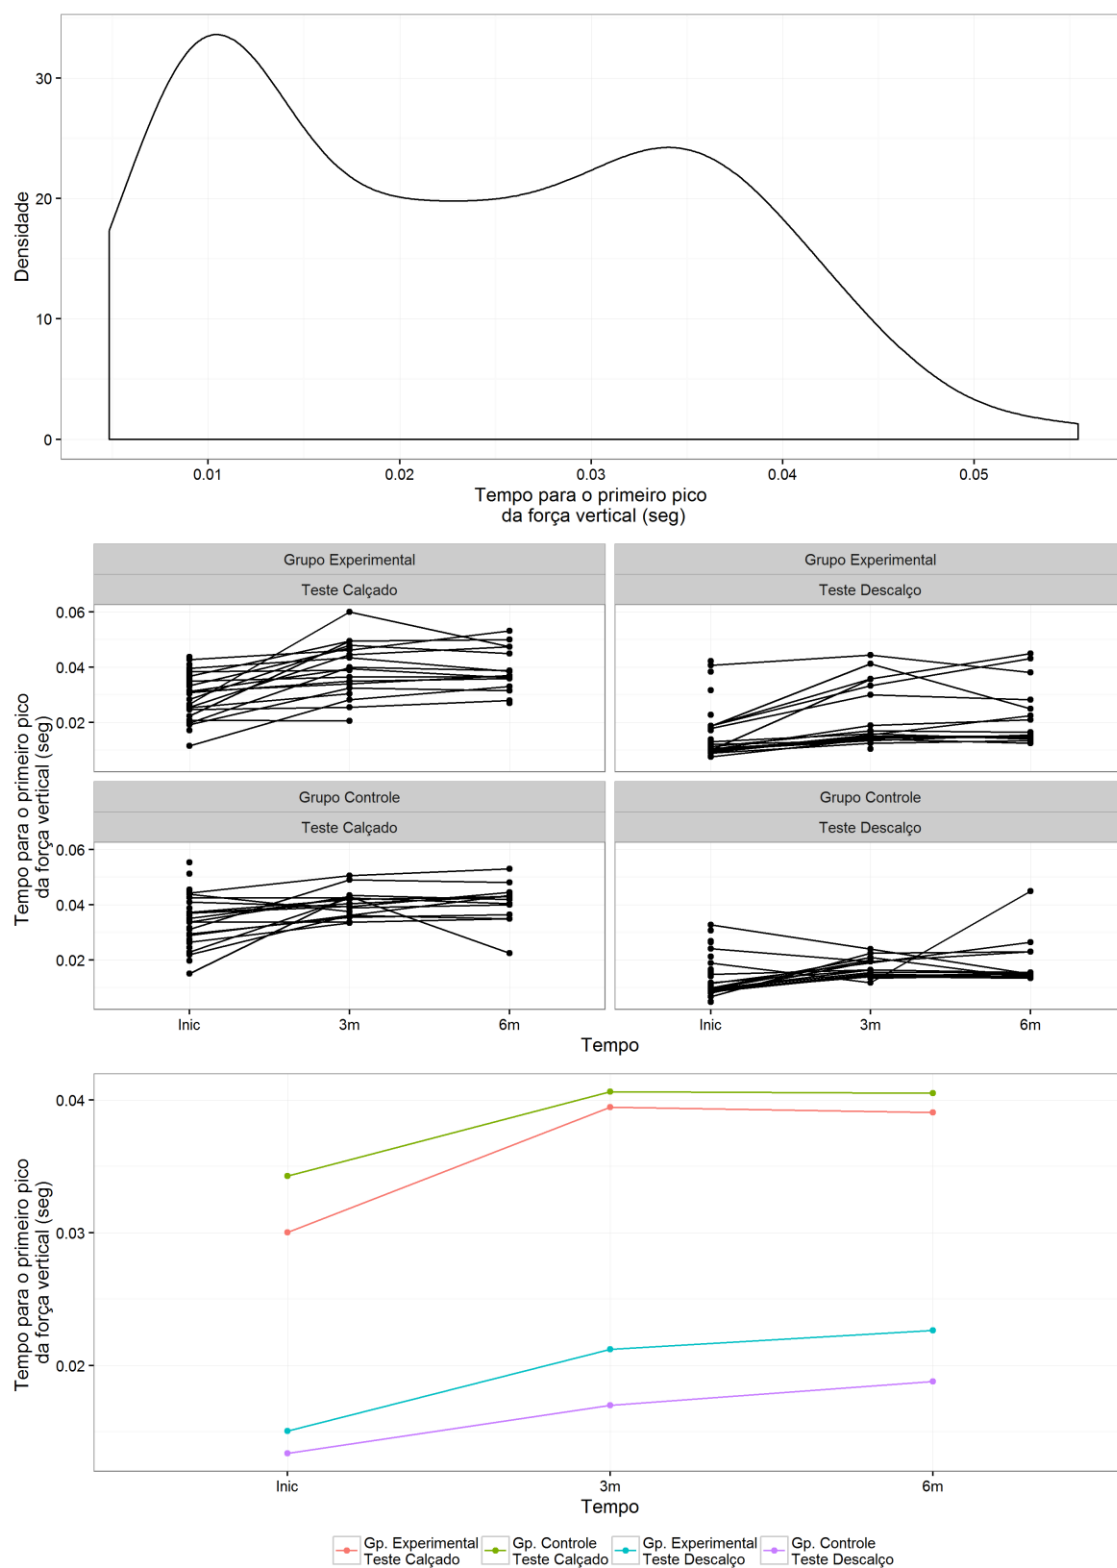 30
20
10
0
Densidade
0.01
0.02
0.03
0.04
0.05
Tempo para o primeiro pico
da força vertical (seg)
Grupo Experimental
Grupo Experimental
Teste Calçado
Teste Descalço
0.06
0.04
0.02
Grupo Controle
Grupo Controle
Teste Calçado
Teste Descalço
0.06
0.04
0.02
Tempo para o primeiro pico
da força vertical (seg)
Inic
3m
6m
Inic
3m
6m
Tempo
0.04
0.03
0.02
Tempo para o primeiro pico
da força vertical (seg)
Inic
3m
6m
Tempo
Gp. Experimental
Teste Calçado
Gp. Controle
Teste Calçado
Gp. Experimental
Teste Descalço
Gp. Controle
Teste Descalço